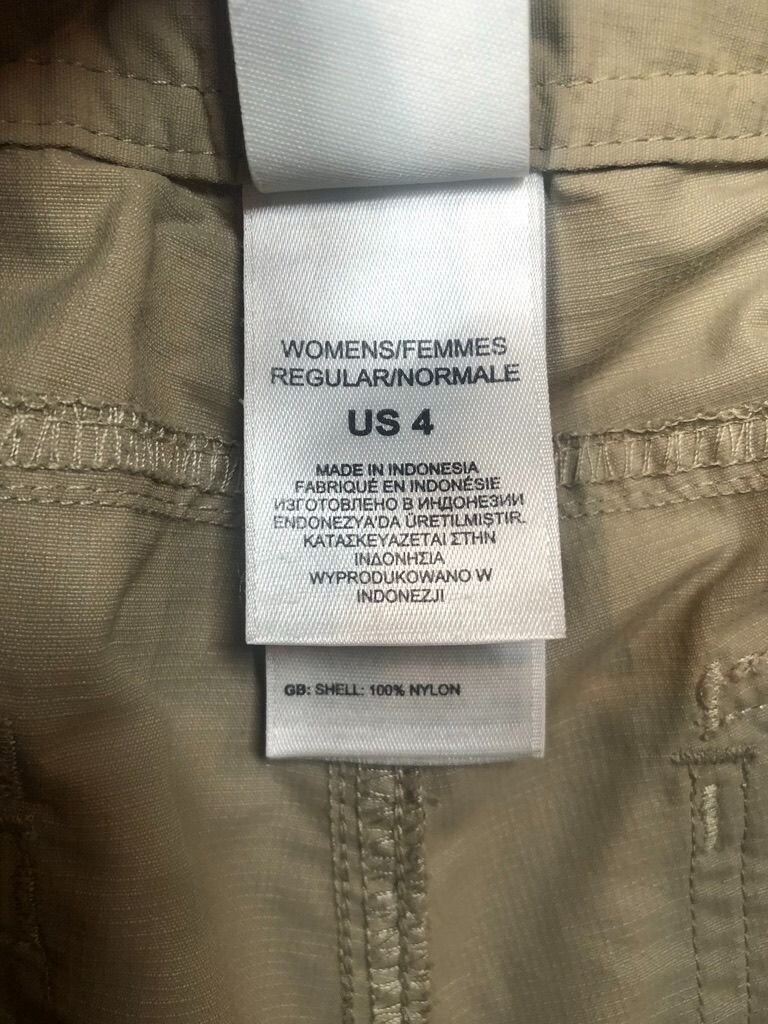 WOMENS/FEMMES
REGULAR/NORMALE
US 4
MADE IN INDONESIA
FABRIQUÉ EN INDONÉSIE
ИЗГОТОВЛЕНО В ИНДОНЕЗИИ
ENDONEZYA'DA ÜRETILMIŞTIR.
ΚΑΤΑΣΚΕΥΑΖΕΤΑΙ ΣΤΗΝ
ΙΝΔΟΝΗΣΙΑ
WYPRODUKOWANO W
INDONEZJI
GB: SHELL: 100% NYLON